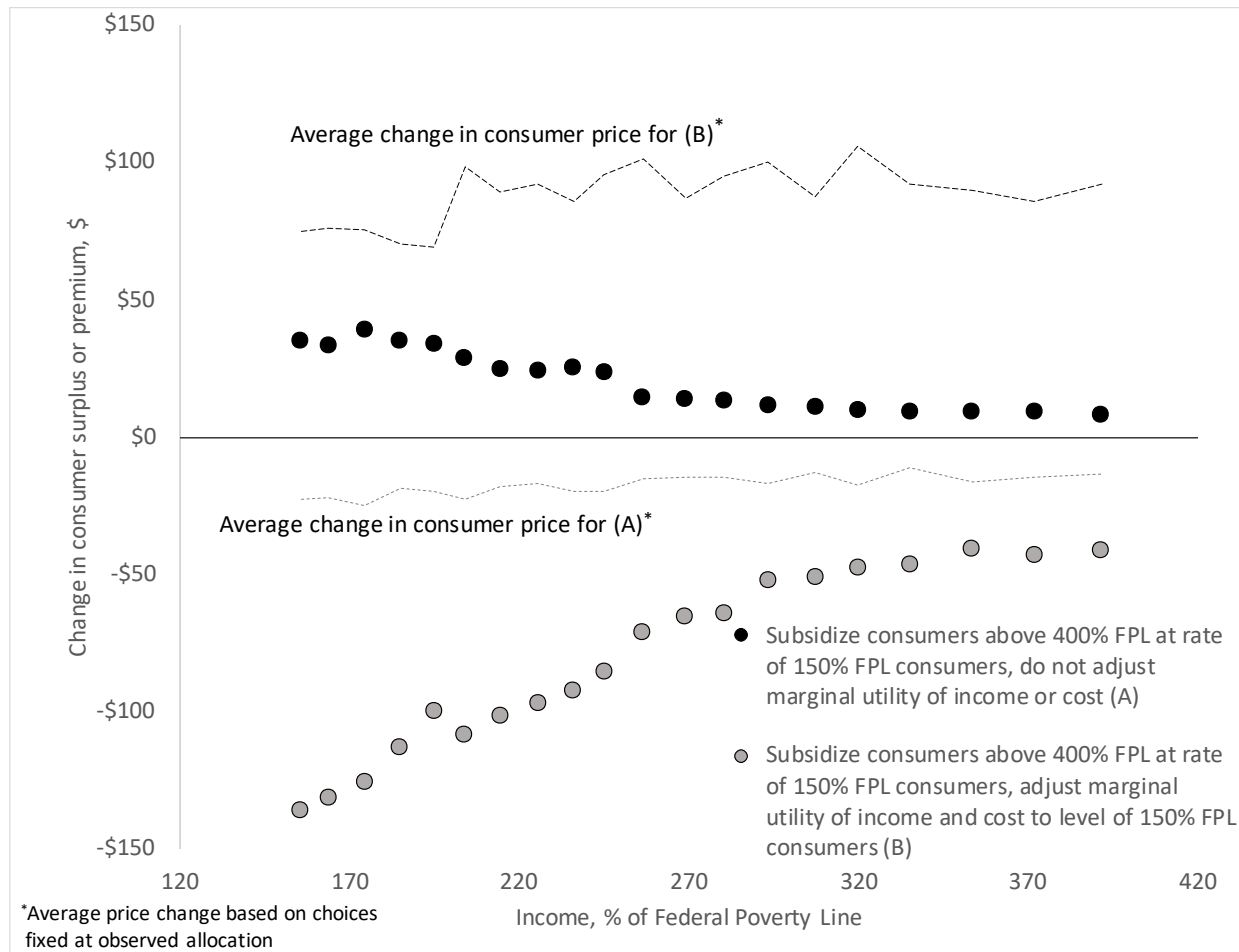 $150
$100
$50
$0
-$50
-$100
-$150
Change in consumer surplus or premium, $
Average change in consumer price for (B)*
Average change in consumer price for (A)*
Subsidize consumers above 400% FPL at rate
of 150% FPL consumers, do not adjust
marginal utility of income or cost (A)
Subsidize consumers above 400% FPL at rate
of 150% FPL consumers, adjust marginal
utility of income and cost to level of 150% FPL
consumers (B)
120 170 220 270 320 370 420
Income, % of Federal Poverty Line
*Average price change based on choices
fixed at observed allocation